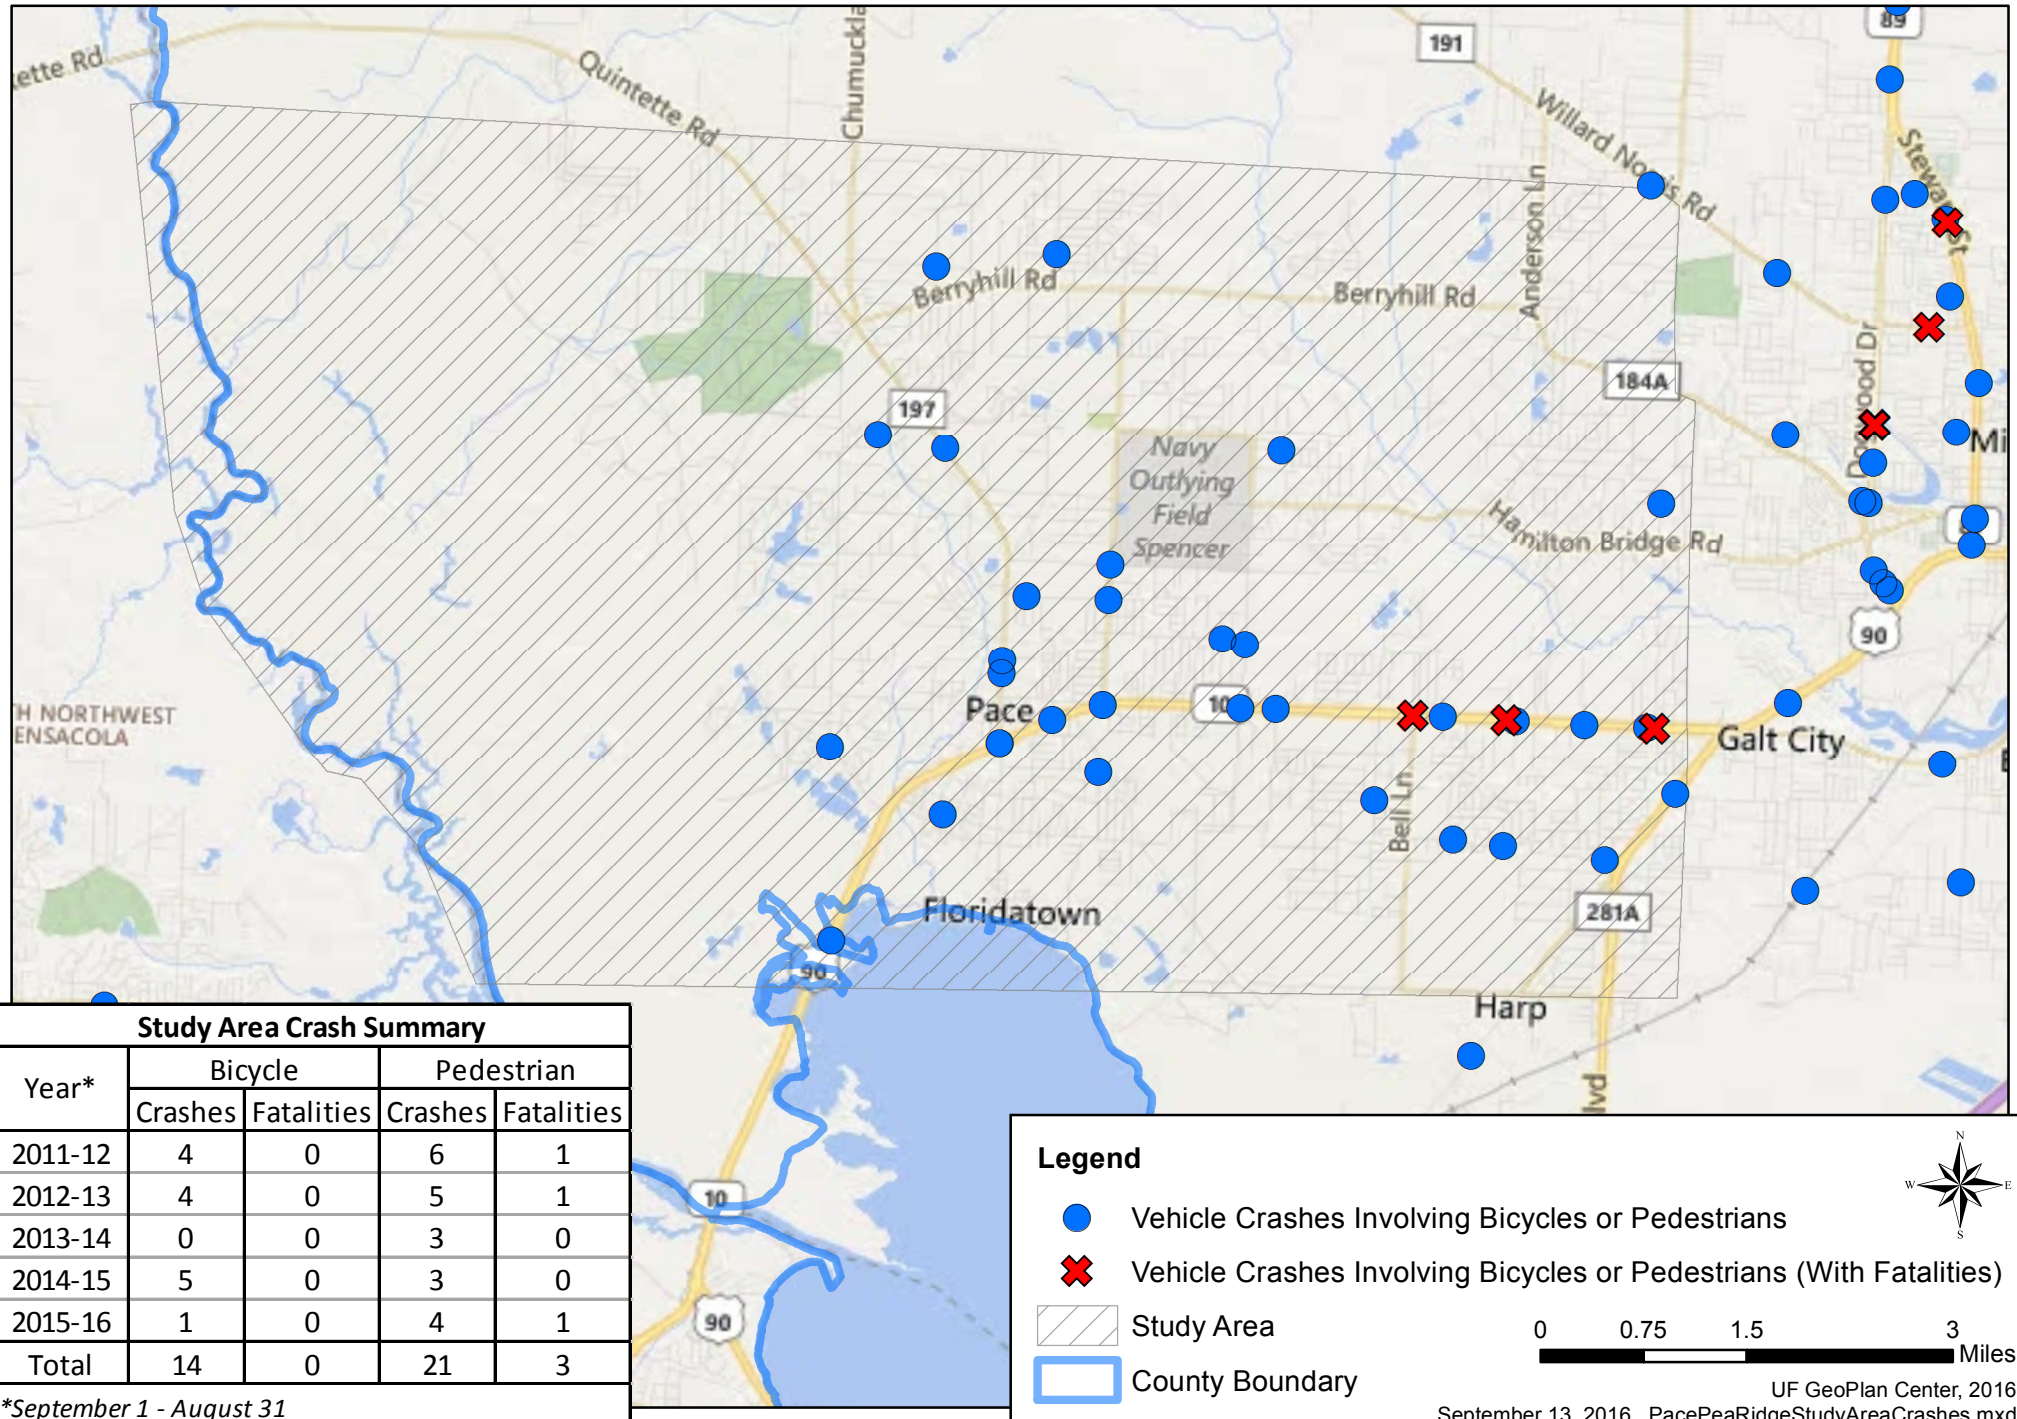 ette Rd
Quintette Rd
Chumuckla
191
89
Willard Norris Rd
Stewart St
Anderson Ln
Berryhill Rd
Berryhill Rd
184A
197
Dogwood Dr
Mi
Navy
Outlying
Field
Spencer
Hamilton Bridge Rd
90
H NORTHWEST
ENSACOLA
Pace
10
Galt City
Bell Ln
Floridatown
281A
90
Harp
lvd
10
90
Study Area Crash Summary
Year* Bicycle Pedestrian
Crashes Fatalities Crashes Fatalities
2011-12 4 0 6 1
2012-13 4 0 5 1
2013-14 0 0 3 0
2014-15 5 0 3 0
2015-16 1 0 4 1
Total 14 0 21 3
*September 1 - August 31
Legend
Vehicle Crashes Involving Bicycles or Pedestrians
Vehicle Crashes Involving Bicycles or Pedestrians (With Fatalities)
Study Area
County Boundary
N
W E
S
0 0.75 1.5 3
Miles
UF GeoPlan Center, 2016
September 13, 2016 PacePeaRidgeStudyAreaCrashes.mxd